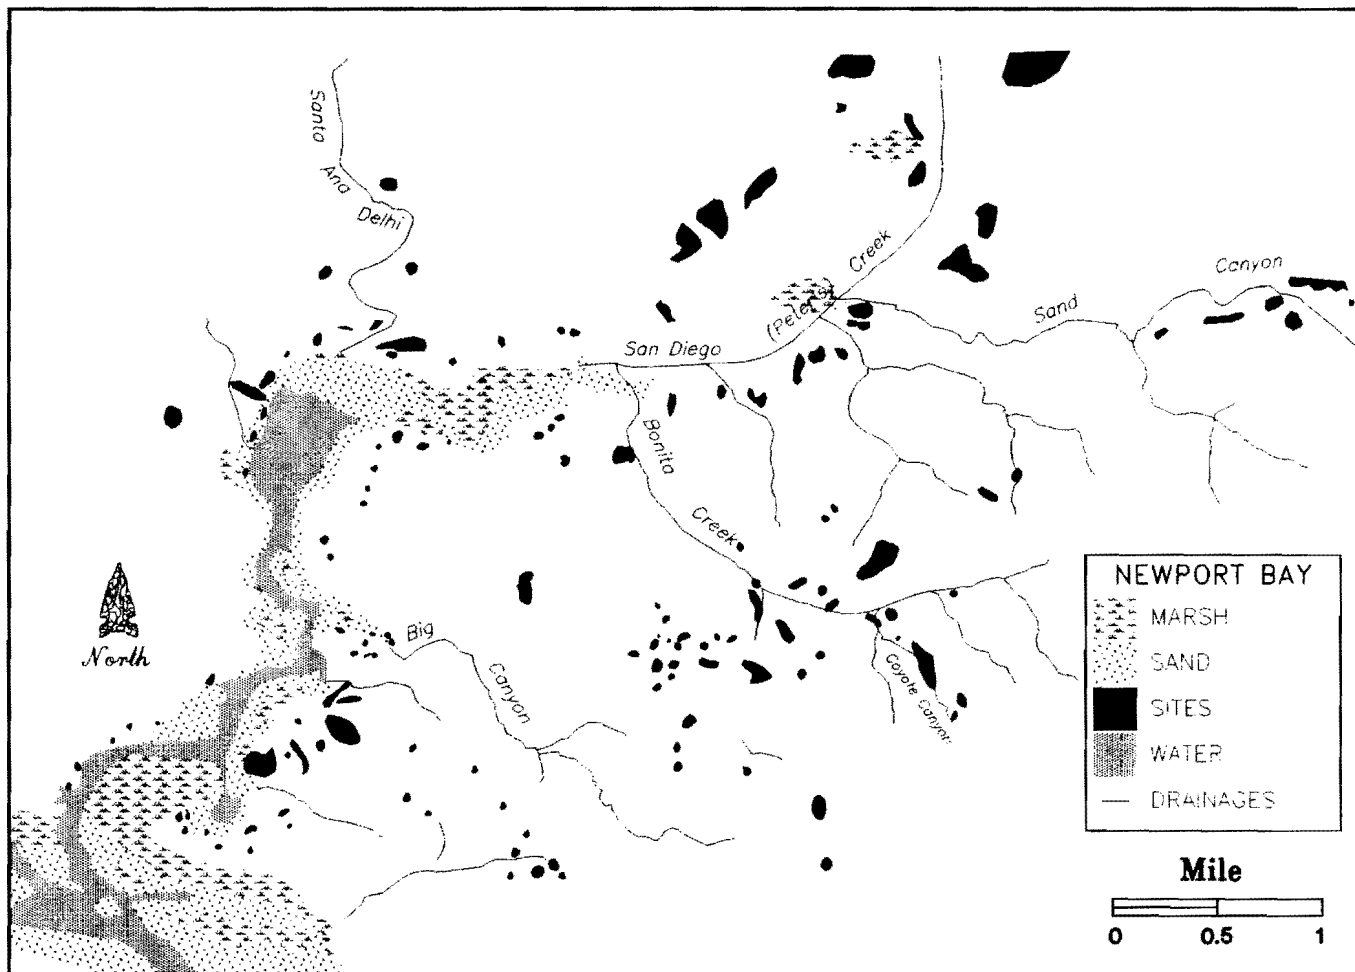 Santa
Ana
Delhi
Creek
(Peter's)
San Diego
Sand
Canyon
Bonita
Creek
Big
Canyon
Coyote Canyon
North
NEWPORT BAY
MARSH
SAND
SITES
WATER
DRAINAGES
Mile
0 0.5 1